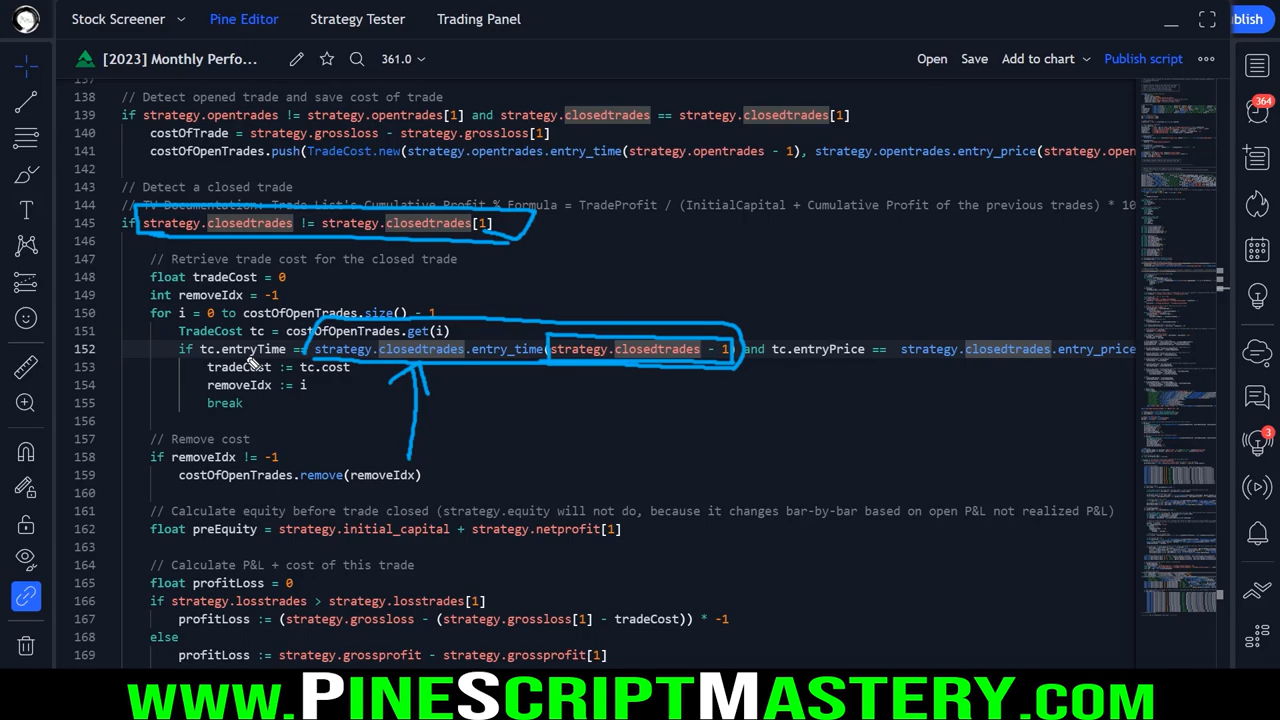 Stock Screener Pine Editor Strategy Tester Trading Panel
blish
[2023] Monthly Perfo... 361.0 Open Save Add to chart Publish script
364
137
138 // Detect opened trade and save cost of trade
139 if strategy.opentrades != strategy.opentrades[1] and strategy.closedtrades == strategy.closedtrades[1]
140 costOfTrade = strategy.grossloss - strategy.grossloss[1]
141 costOfOpenTrades.push(TradeCost.new(strategy.opentrades.entry_time(strategy.opentrades - 1), strategy.opentrades.entry_price(strategy.open
142
143 // Detect a closed trade
144 // TV Documentation: Trade List's Cumulative Profit % Formula = TradeProfit / (InitialCapital + Cumulative Profit of the previous trades) * 10
145 if strategy.closedtrades != strategy.closedtrades[1]
146
147 // Retrieve trade cost for the closed trade
148 float tradeCost = 0
149 int removeIdx = -1
150 for i = 0 to costOfOpenTrades.size() - 1
151 TradeCost tc = costOfOpenTrades.get(i)
152 if tc.entryTime == strategy.closedtrades.entry_time(strategy.closedtrades - 1) and tc.entryPrice == strategy.closedtrades.entry_price
153 tradeCost := tc.cost
154 removeIdx := i
155 break
156
157 // Remove cost
158 if removeIdx != -1
159 costOfOpenTrades.remove(removeIdx)
160
161 // Calculate equity before trade closed (strategy.equity will not do, because it changes bar-by-bar based on open P&L not realized P&L)
162 float preEquity = strategy.initial_capital + strategy.netprofit[1]
163
164 // Calculate P&L + cost of this trade
165 float profitLoss = 0
166 if strategy.losstrades > strategy.losstrades[1]
167 profitLoss := (strategy.grossloss - (strategy.grossloss[1] - tradeCost)) * -1
168 else
169 profitLoss := strategy.grossprofit - strategy.grossprofit[1]
3
www.PineScriptMastery.com